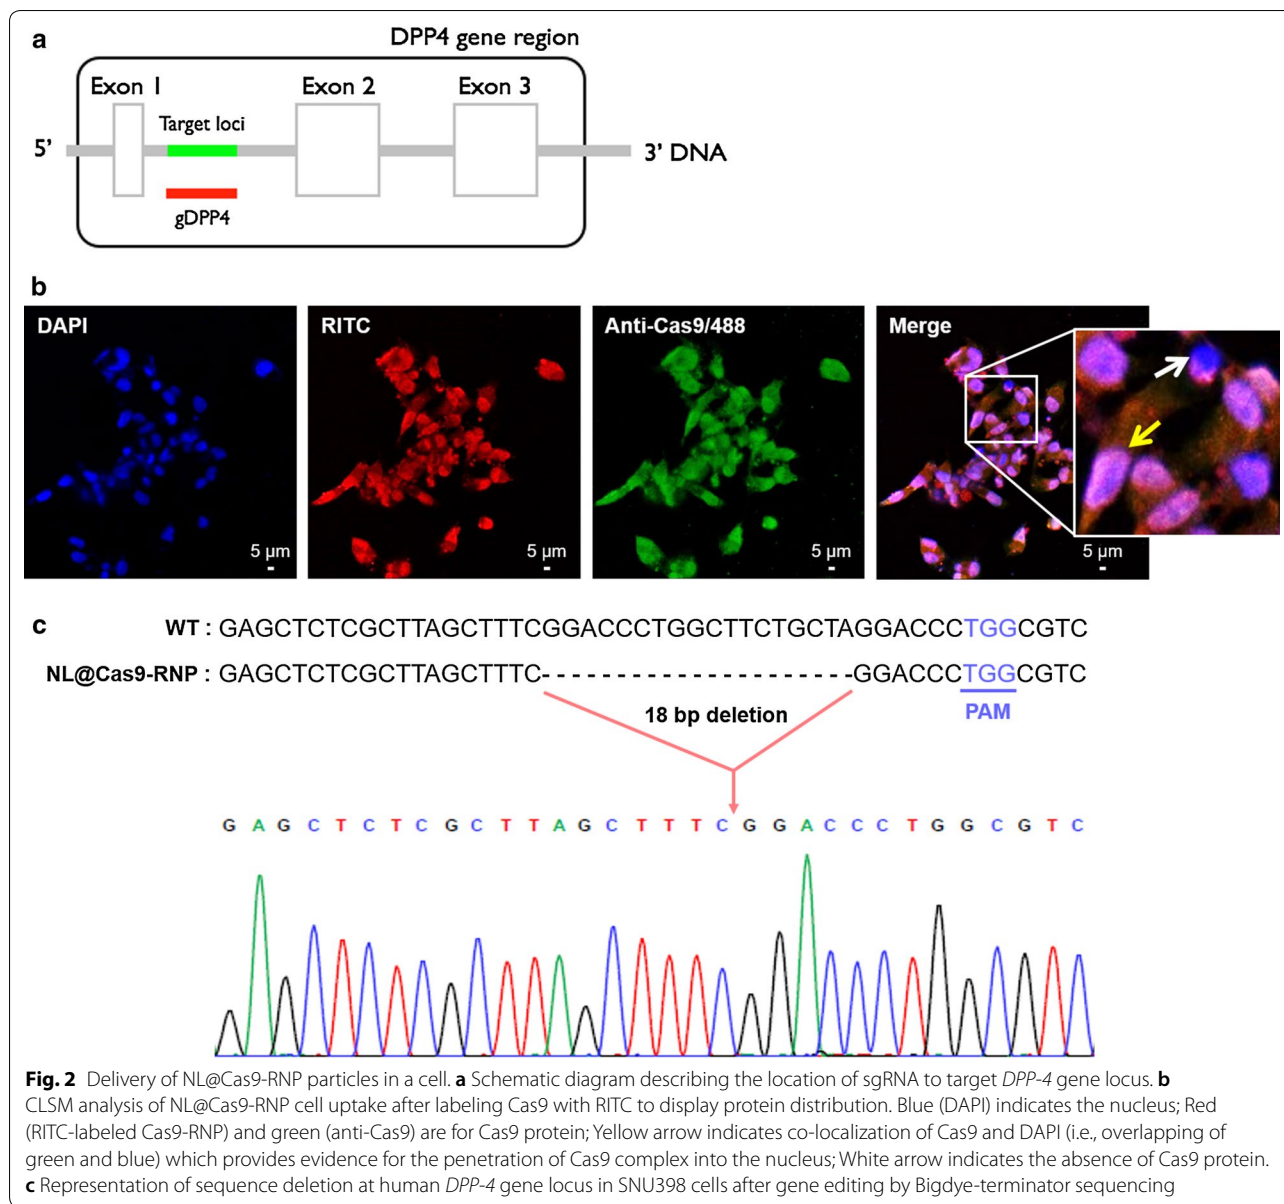 a
DPP4 gene region
Exon 1 Exon 2 Exon 3
Target loci
5’ 3’ DNA
gDPP4
b
DAPI RITC Anti-Cas9/488 Merge
5 µm 5 µm 5 µm 5 µm
c
WT : GAGCTCTCGCTTAGCTTTCGGACCCTGGCTTCTGCTAGGACCCTGGCGTC
NL@Cas9-RNP : GAGCTCTCGCTTAGCTTTC- - - - - - - - - - - - - - - - - - - - -GGACCCTGGCGTC
PAM
18 bp deletion
G A G C T C T C G C T T A G C T T T C G G A C C C T G G C G T C
Fig. 2 Delivery of NL@Cas9-RNP particles in a cell. a Schematic diagram describing the location of sgRNA to target DPP-4 gene locus. b
CLSM analysis of NL@Cas9-RNP cell uptake after labeling Cas9 with RITC to display protein distribution. Blue (DAPI) indicates the nucleus; Red
(RITC-labeled Cas9-RNP) and green (anti-Cas9) are for Cas9 protein; Yellow arrow indicates co-localization of Cas9 and DAPI (i.e., overlapping of
green and blue) which provides evidence for the penetration of Cas9 complex into the nucleus; White arrow indicates the absence of Cas9 protein.
c Representation of sequence deletion at human DPP-4 gene locus in SNU398 cells after gene editing by Bigdye-terminator sequencing